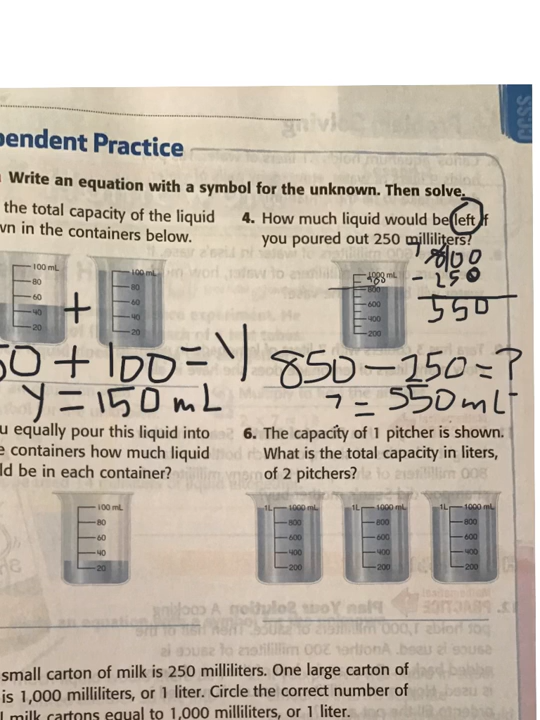 CCSS
pendent Practice
Write an equation with a symbol for the unknown. Then solve.
the total capacity of the liquid
wn in the containers below.
100 mL
80
60
40
20
+
100 mL
80
60
40
20
50 + 100 = y
y = 150 mL
4. How much liquid would be left if
you poured out 250 milliliters?
1000 mL
800
600
400
200
250
550
850 - 250 = ?
? = 550 mL
u equally pour this liquid into
e containers how much liquid
ld be in each container?
100 mL
80
60
40
20
6. The capacity of 1 pitcher is shown.
What is the total capacity in liters,
of 2 pitchers?
1L 1000 mL
800
600
400
200
1L 1000 mL
800
600
400
200
1L 1000 mL
800
600
400
200
small carton of milk is 250 milliliters. One large carton of
is 1,000 milliliters, or 1 liter. Circle the correct number of
l milk cartons equal to 1,000 milliliters, or 1 liter.